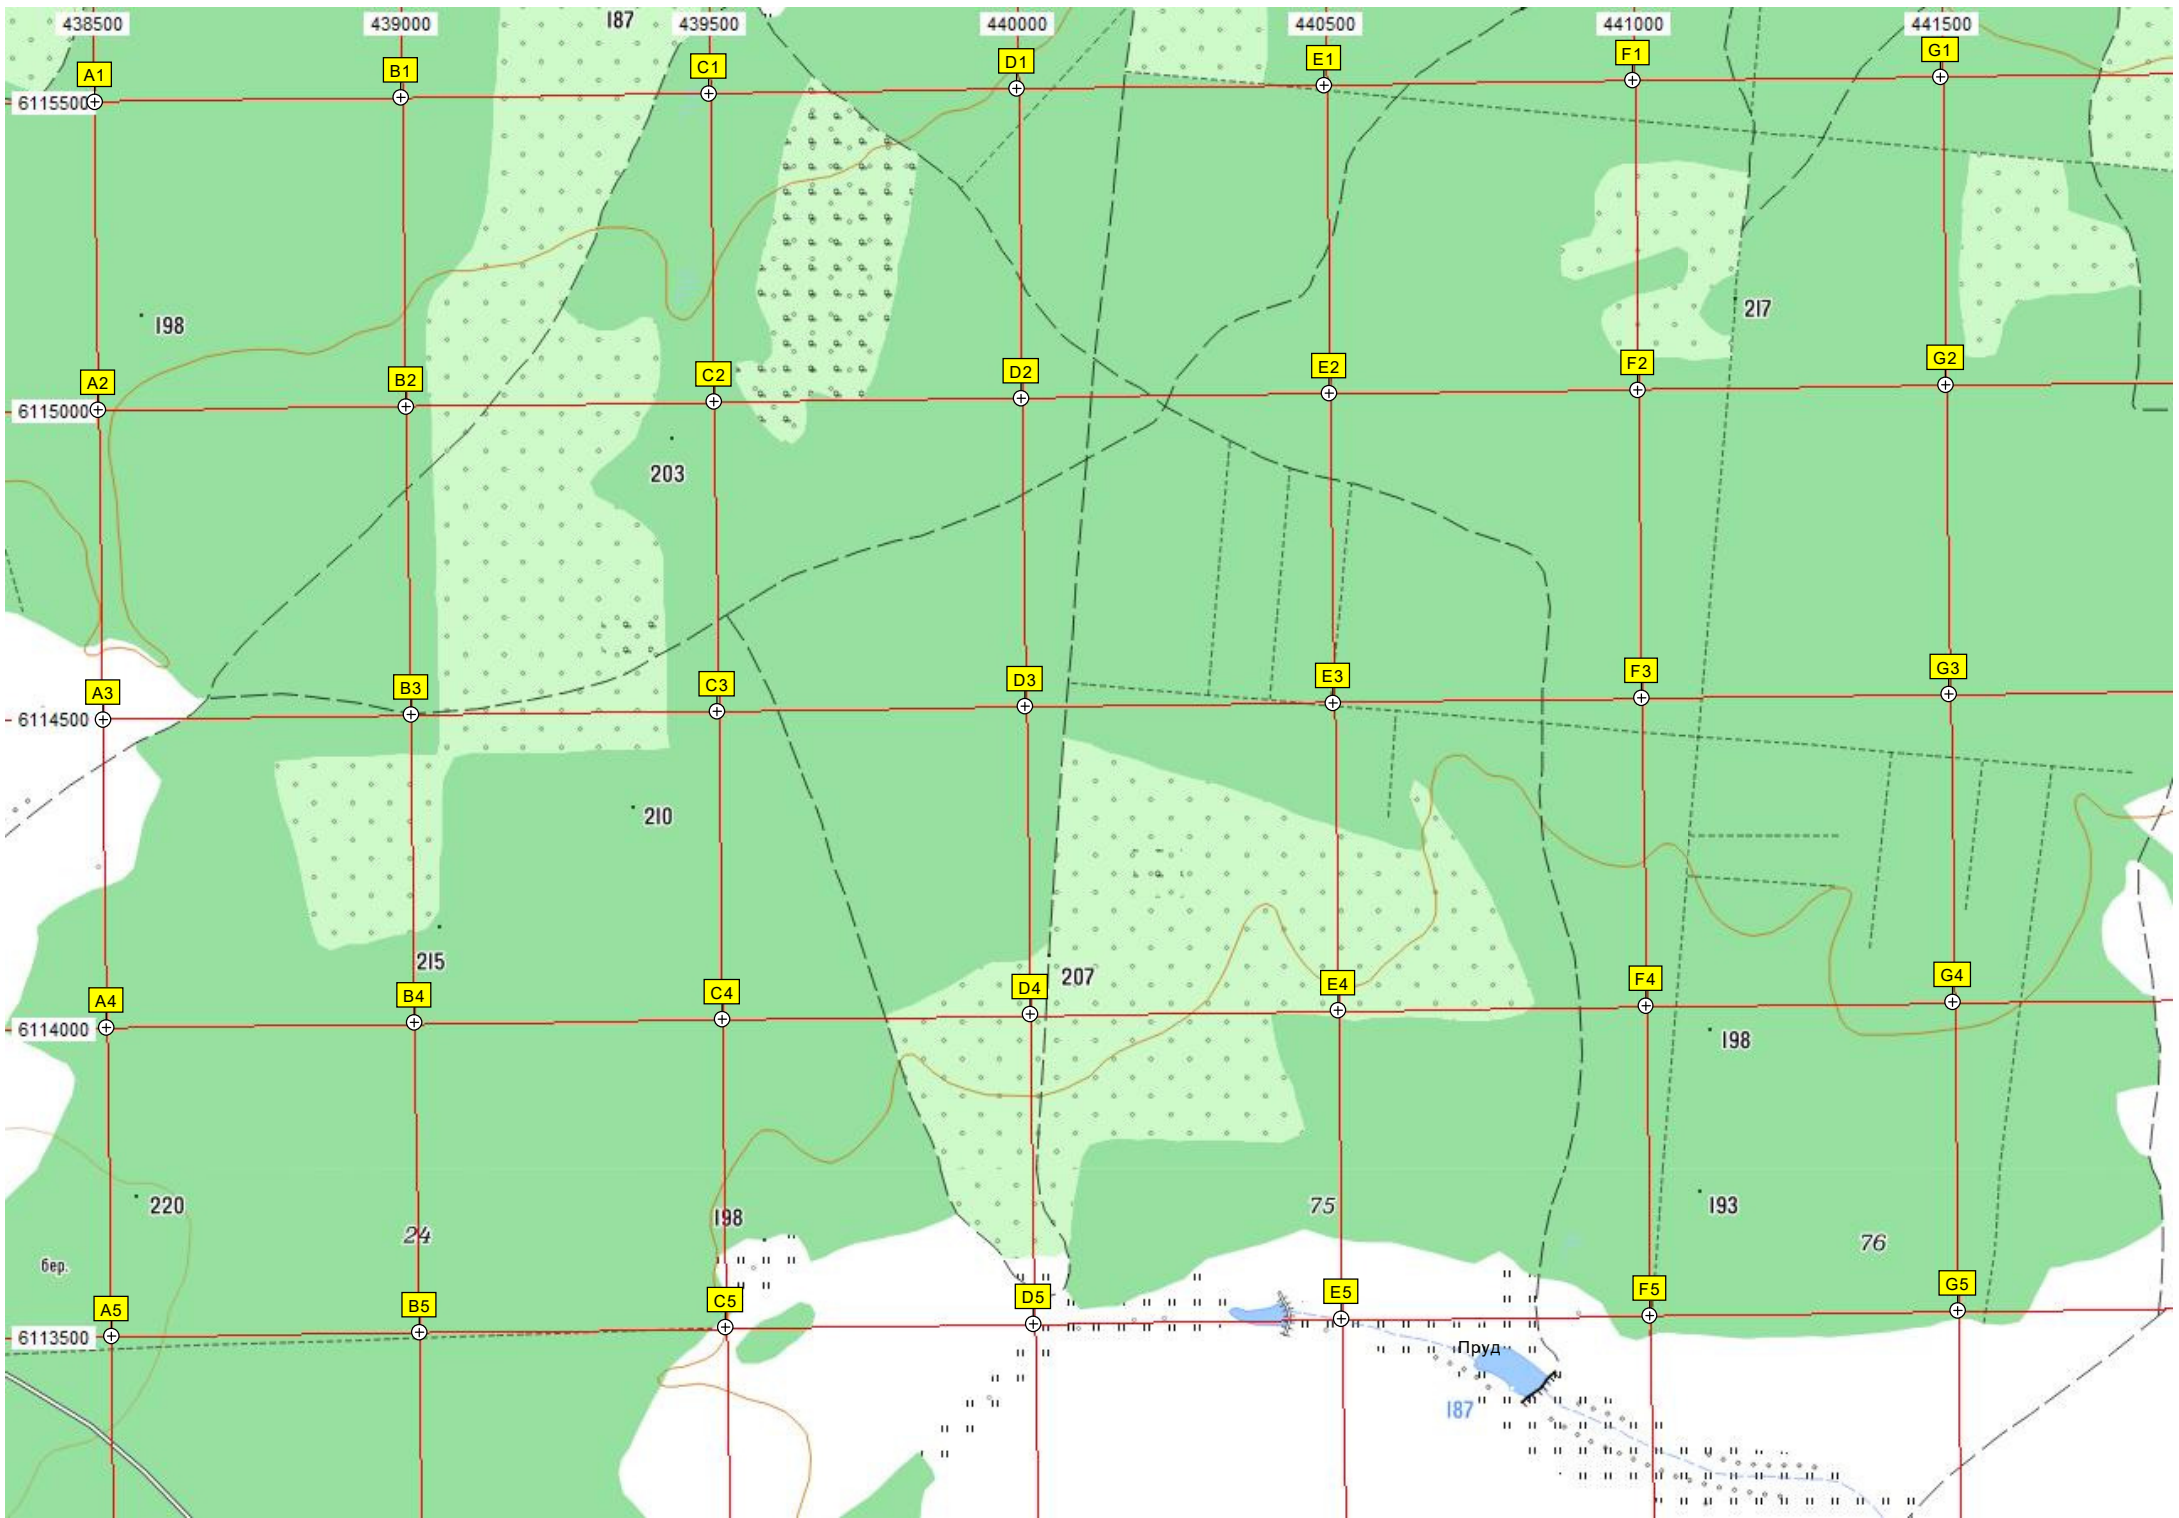 187
438500 439000 439500 440000 440500 441000 441500
A1 B1 C1 D1 E1 F1 G1
6115500
198
217
A2 B2 C2 D2 E2 F2 G2
6115000
203
A3 B3 C3 D3 E3 F3 G3
6114500
210
215
207
A4 B4 C4 D4 E4 F4 G4
6114000
198
220
24
198
75
193
76
бер.
A5 B5 C5 D5 E5 F5 G5
6113500
Пруд
187